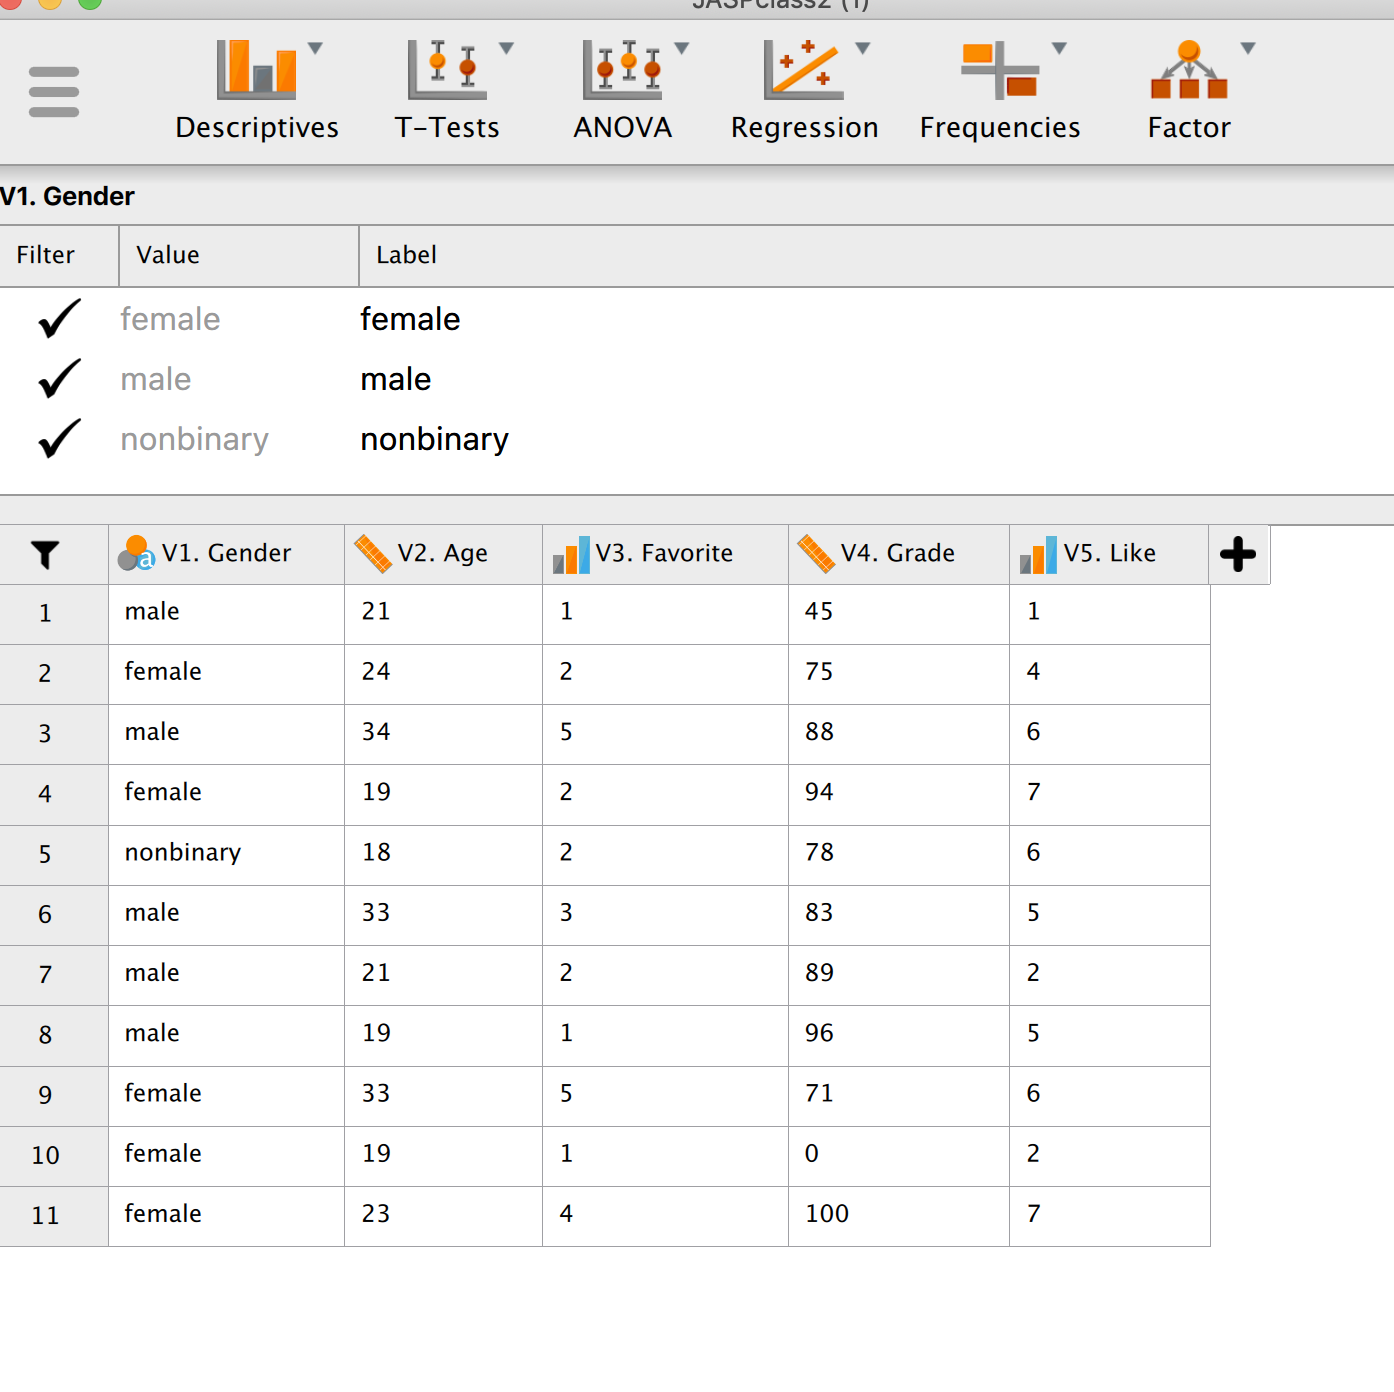 JASPclass2 (1)
Descriptives T-Tests ANOVA Regression Frequencies Factor
V1. Gender
Filter Value Label
female female
male male
nonbinary nonbinary
V1. Gender V2. Age V3. Favorite V4. Grade V5. Like
1 male 21 1 45 1
2 female 24 2 75 4
3 male 34 5 88 6
4 female 19 2 94 7
5 nonbinary 18 2 78 6
6 male 33 3 83 5
7 male 21 2 89 2
8 male 19 1 96 5
9 female 33 5 71 6
10 female 19 1 0 2
11 female 23 4 100 7